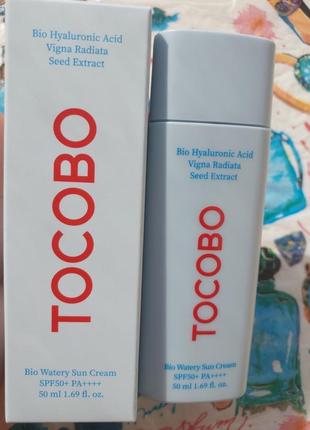 Bio Hyaluronic Acid
Vigna Radiata
Seed Extract
TOCOBO
Bio Watery Sun Cream
SPF50+ PA++++
50 ml 1.69 fl. oz.
Bio Hyaluronic Acid
Vigna Radiata
Seed Extract
TOCOBO
Bio Watery Sun Cream
SPF50+ PA++++
50 ml 1.69 fl. oz.